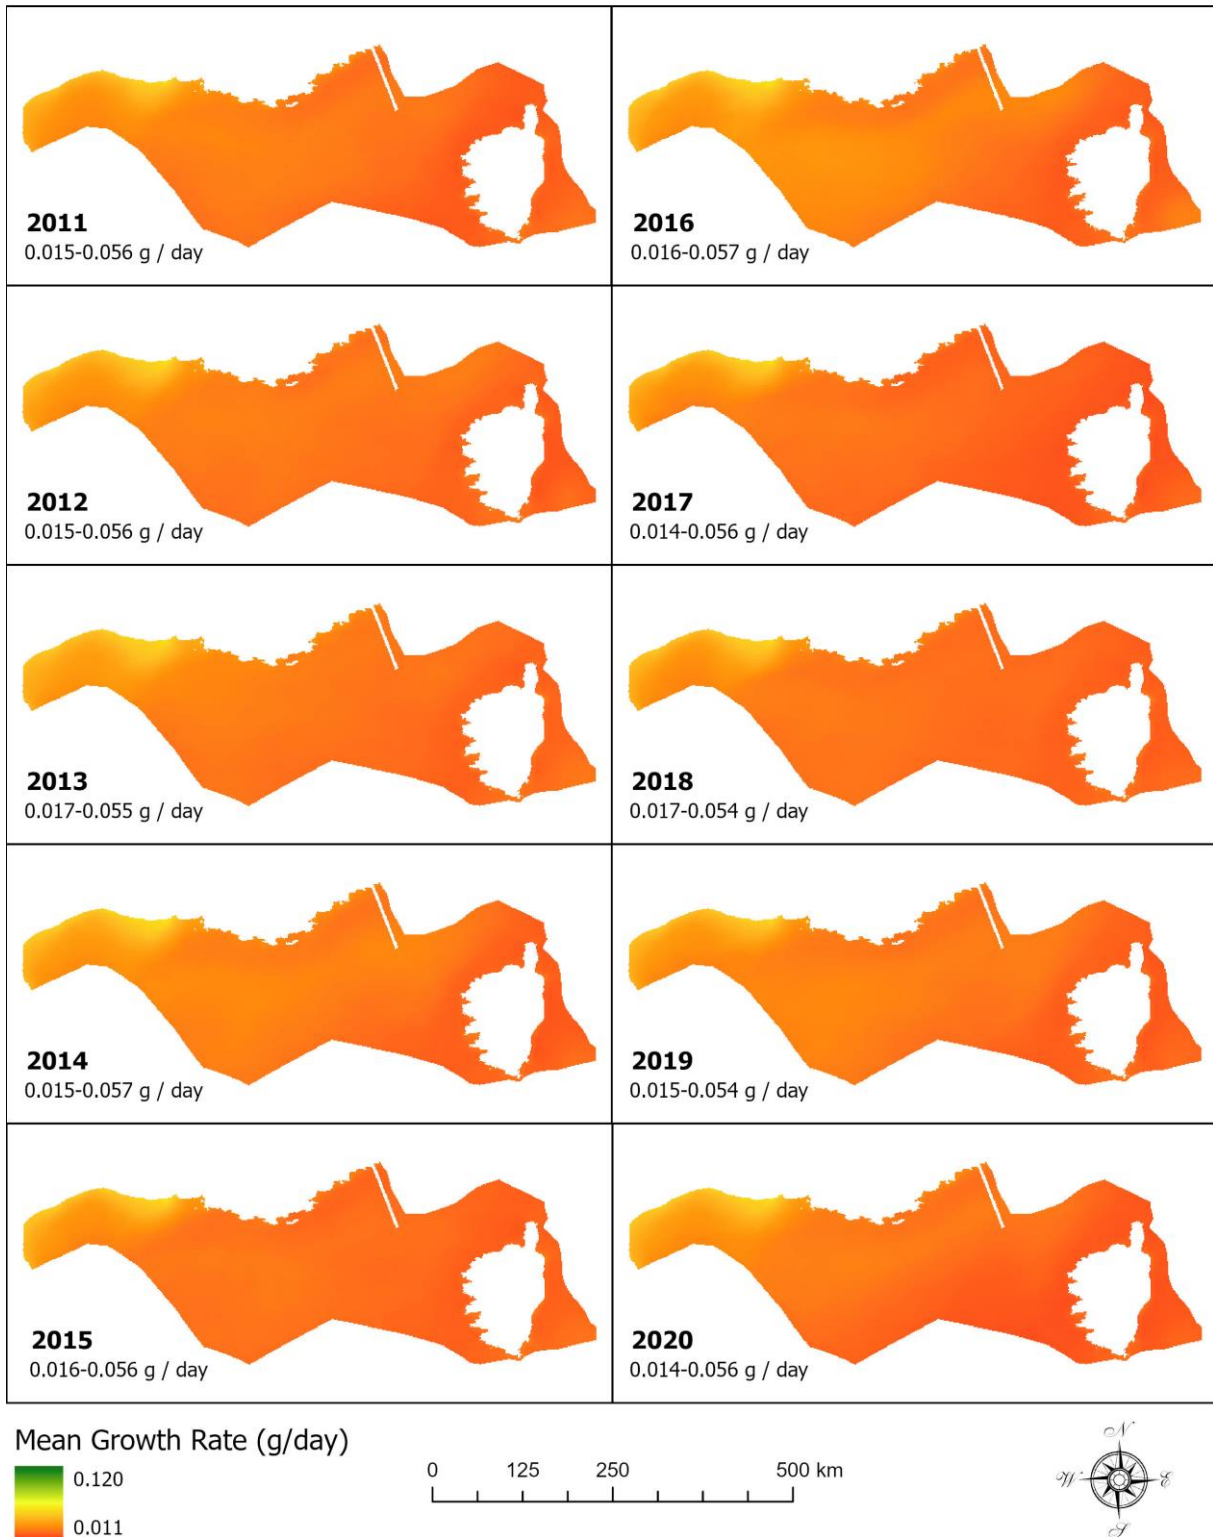 2011
0.015-0.056 g / day
2016
0.016-0.057 g / day
2012
0.015-0.056 g / day
2017
0.014-0.056 g / day
2013
0.017-0.055 g / day
2018
0.017-0.054 g / day
2014
0.015-0.057 g / day
2019
0.015-0.054 g / day
2015
0.016-0.056 g / day
2020
0.014-0.056 g / day
Mean Growth Rate (g/day)
0.120
0.011
0 125 250 500 km
N
W E
S